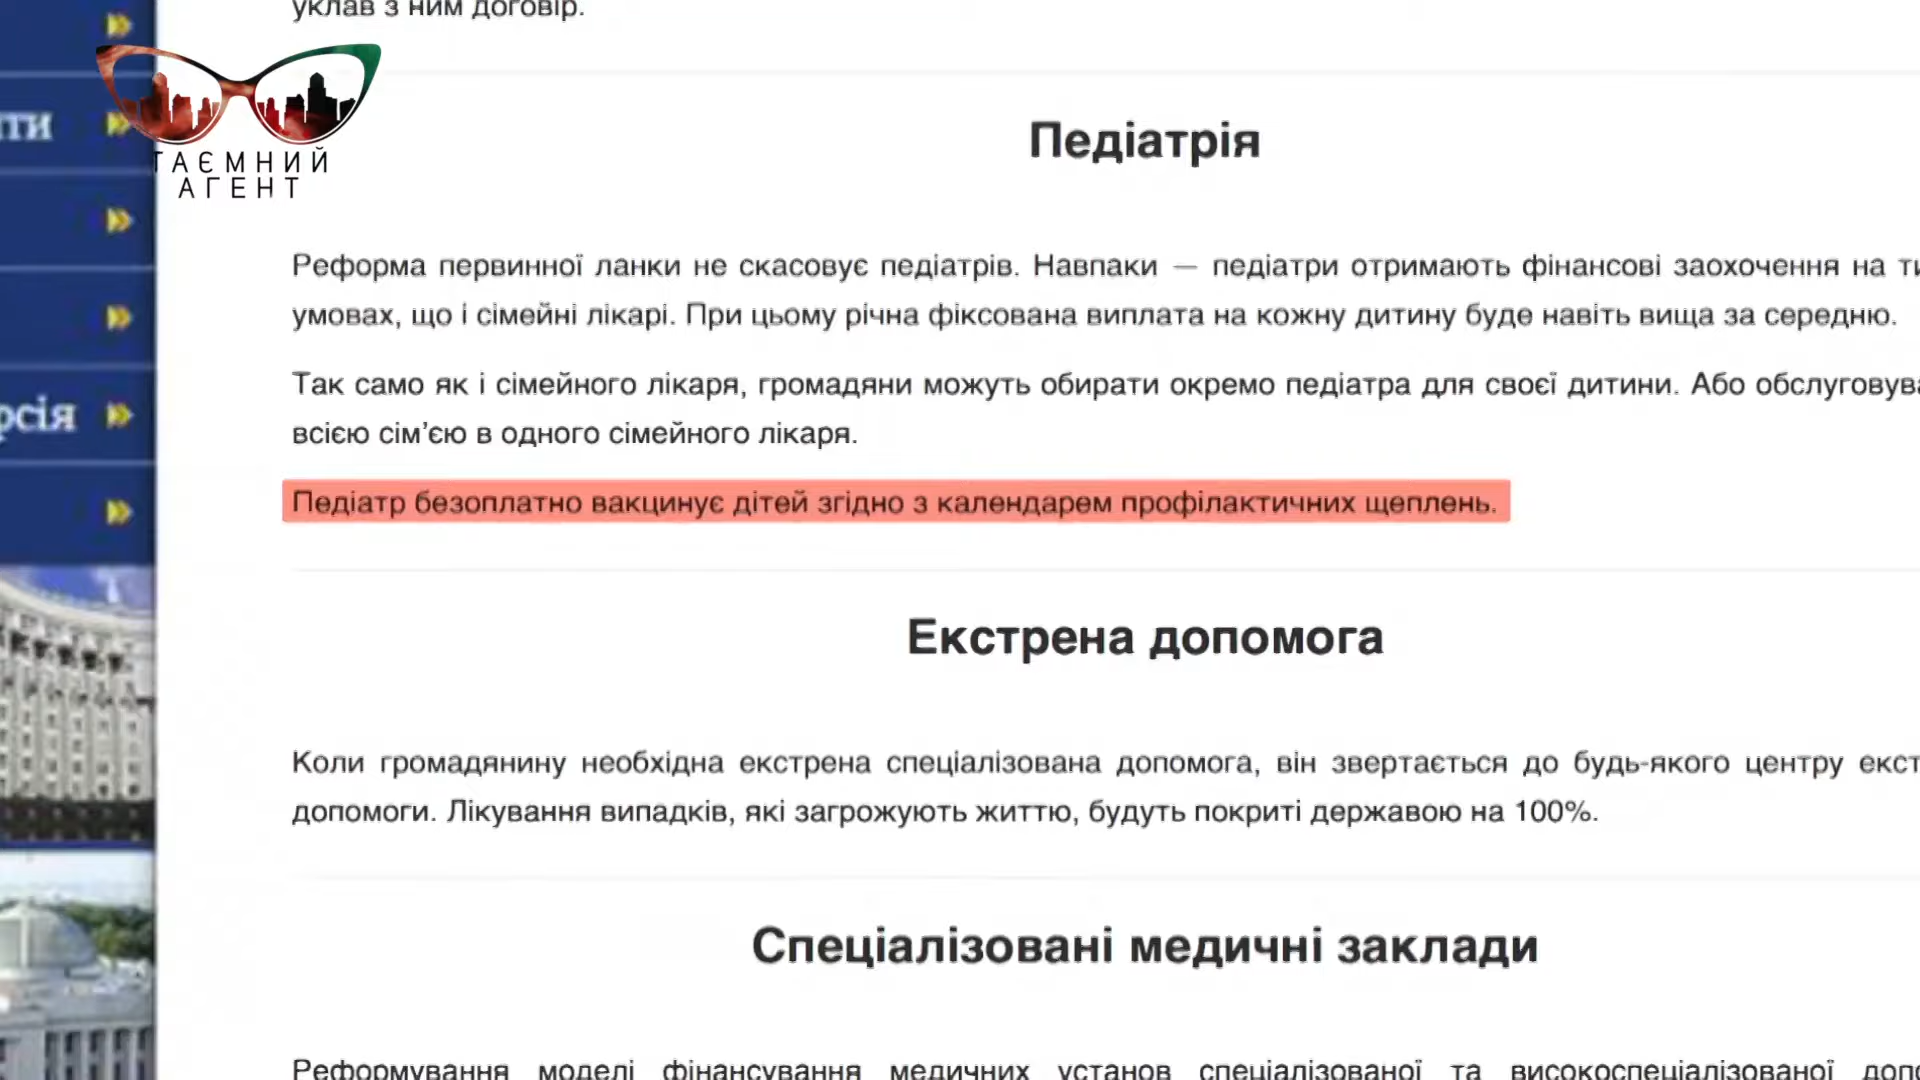 уклав з ним договір.
ТАЄМНИЙ
АГЕНТ
Педіатрія
Реформа первинної ланки не скасовує педіатрів. Навпаки — педіатри отримають фінансові заохочення на
умовах, що і сімейні лікарі. При цьому річна фіксована виплата на кожну дитину буде навіть вища за середню.
Так само як і сімейного лікаря, громадяни можуть обирати окремо педіатра для своєї дитини. Або
всією сім’єю в одного сімейного лікаря.
Педіатр безоплатно вакцинує дітей згідно з календарем профілактичних щеплень.
Екстрена допомога
Коли громадянину необхідна екстрена спеціалізована допомога, він звертається до будь-якого центру
допомоги. Лікування випадків, які загрожують життю, будуть покриті державою на 100%.
Спеціалізовані медичні заклади
Реформування моделі фінансування медичних установ спеціалізованої та високоспеціалізованої